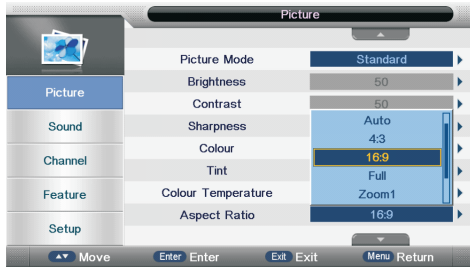 Picture
Picture Mode Standard
Brightness 50
Picture
Contrast 50
Sound
Sharpness Auto
4:3
Colour 16:9
Channel
Tint Full
Feature
Colour Temperature Zoom1
Aspect Ratio 16:9
Setup
Move Enter Enter Exit Exit Menu Return